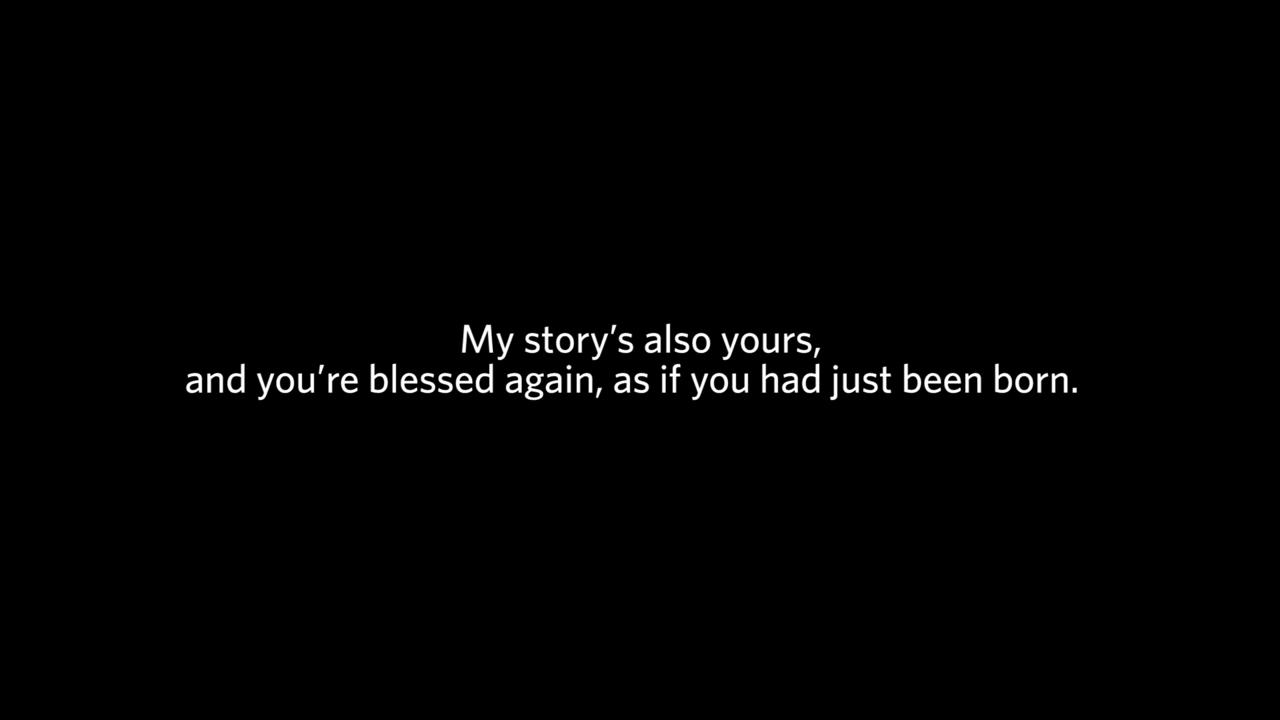 My story’s also yours,
and you’re blessed again, as if you had just been born.